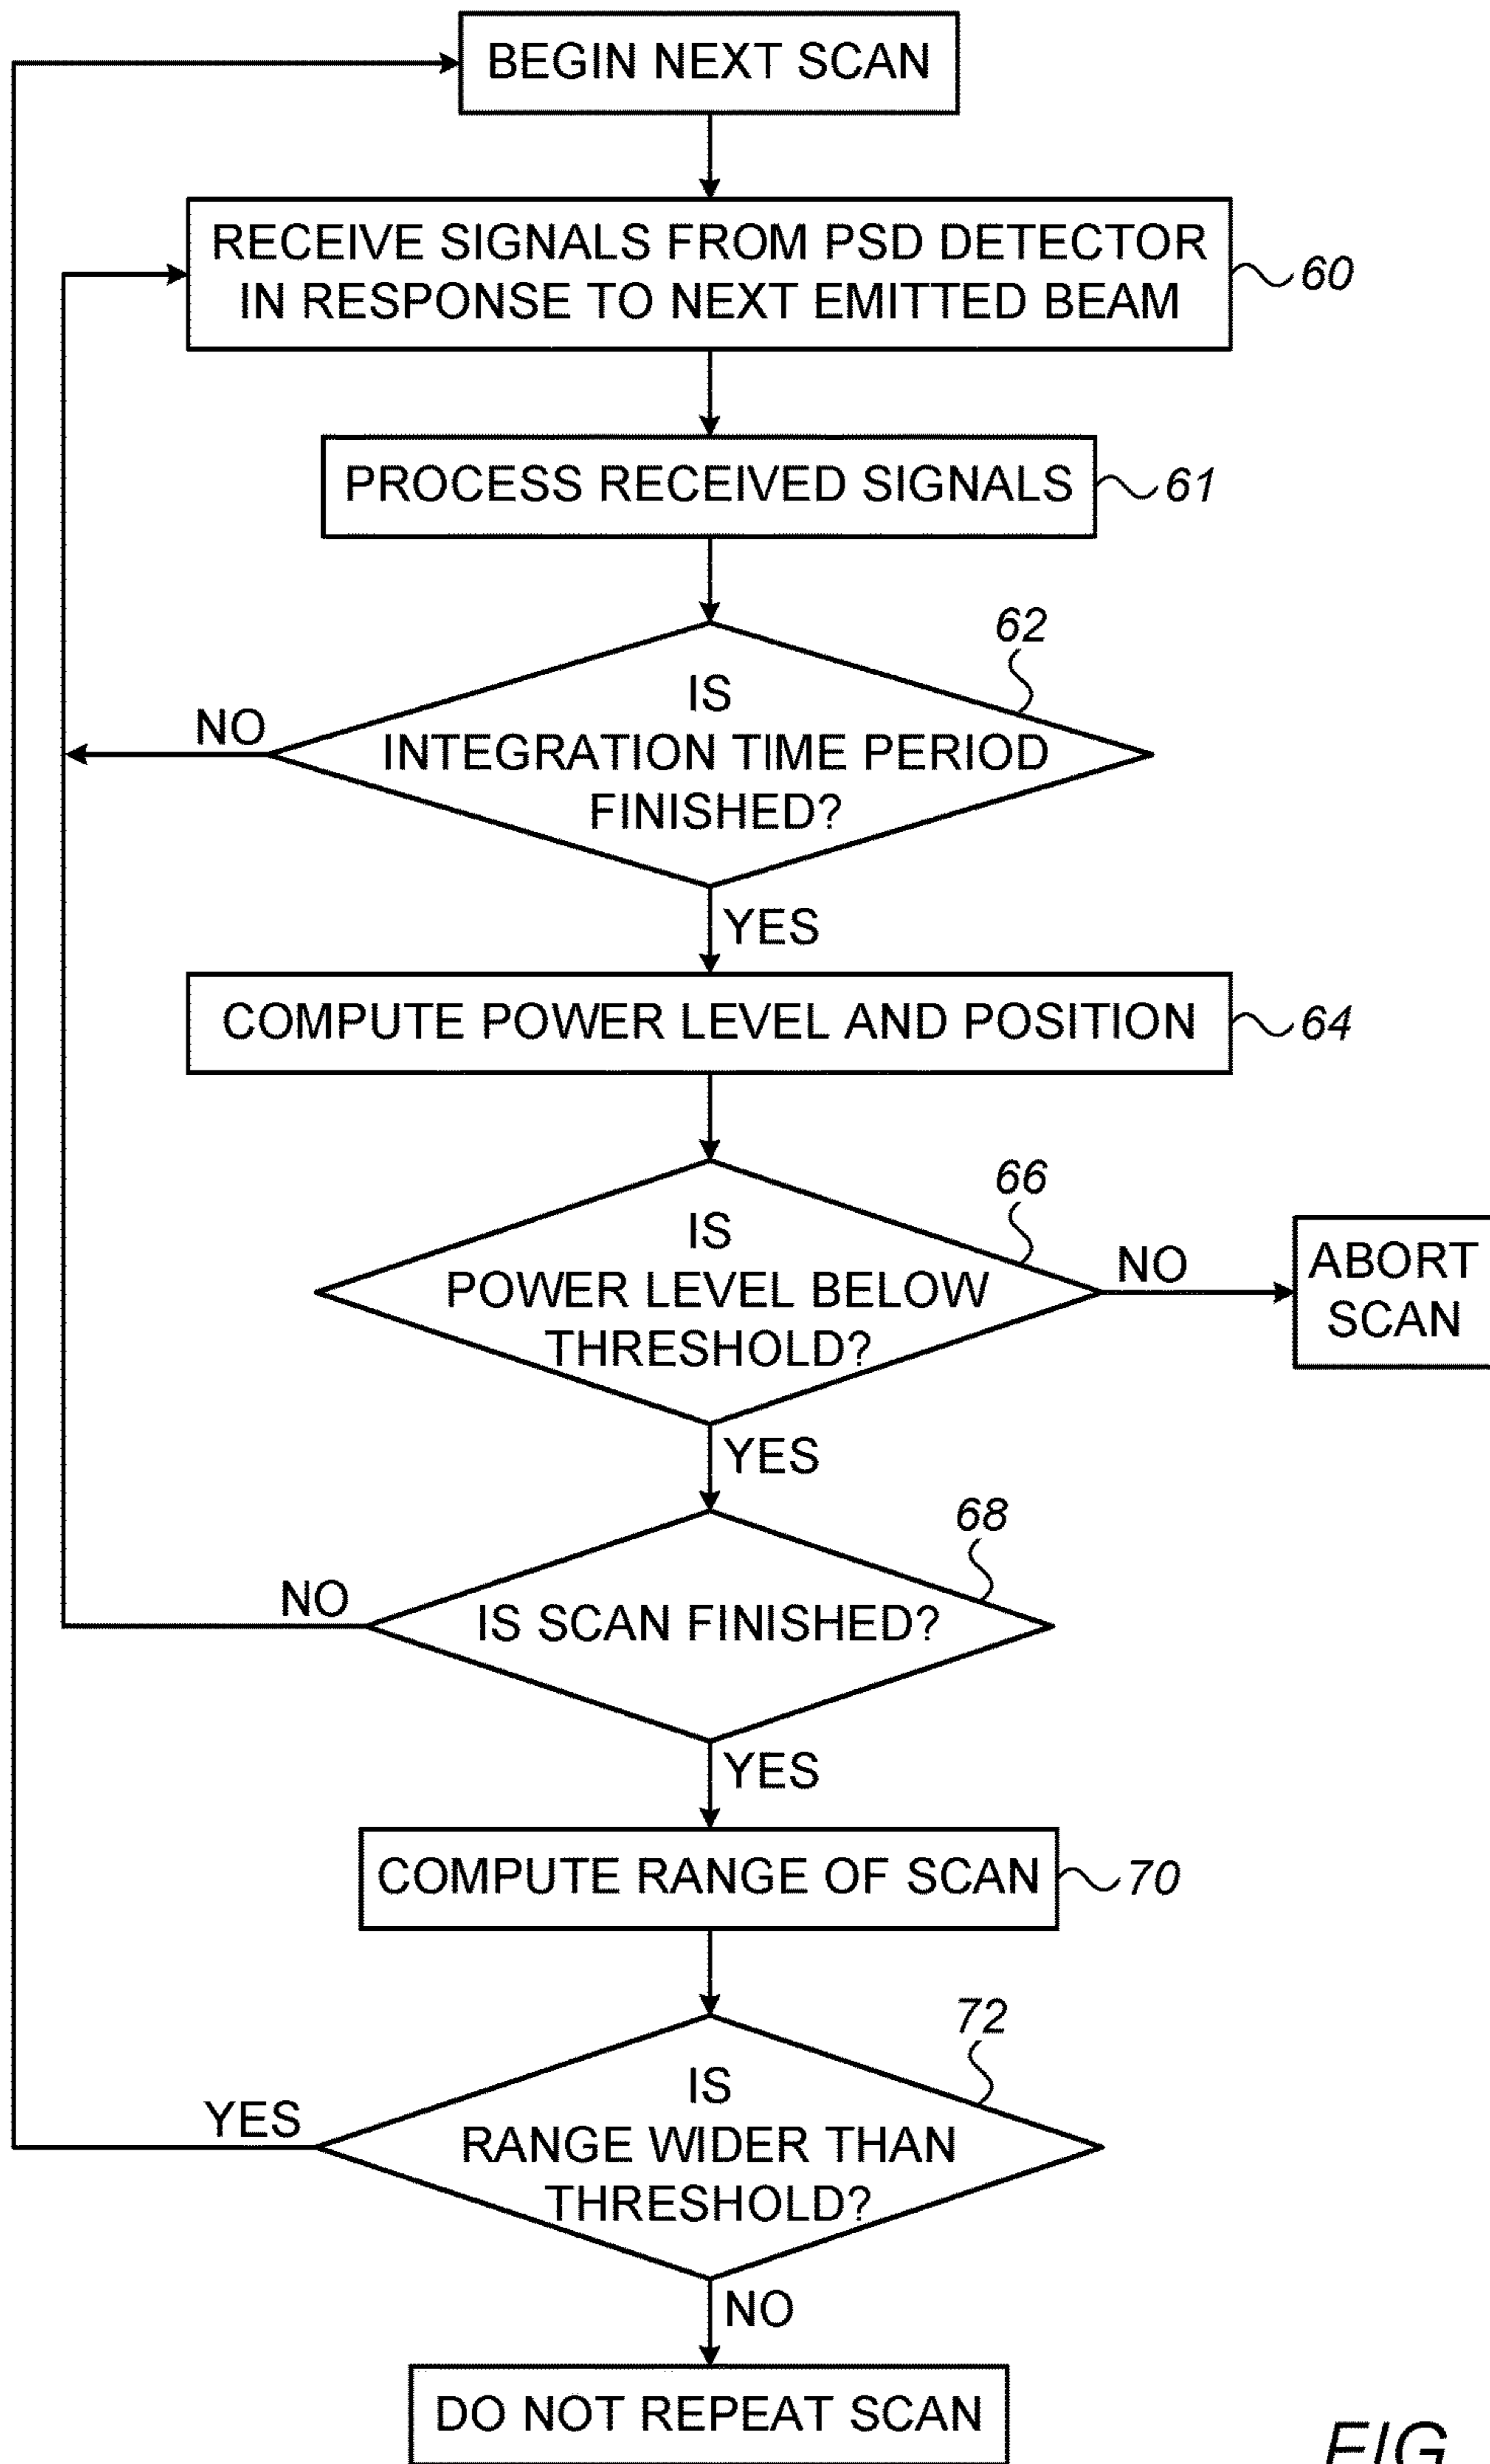 BEGIN NEXT SCAN
RECEIVE SIGNALS FROM PSD DETECTOR
IN RESPONSE TO NEXT EMITTED BEAM
60
PROCESS RECEIVED SIGNALS
61
62
IS
INTEGRATION TIME PERIOD
FINISHED?
NO
YES
COMPUTE POWER LEVEL AND POSITION
64
66
IS
POWER LEVEL BELOW
THRESHOLD?
NO
ABORT
SCAN
YES
68
IS SCAN FINISHED?
NO
YES
COMPUTE RANGE OF SCAN
70
72
IS
RANGE WIDER THAN
THRESHOLD?
YES
NO
DO NOT REPEAT SCAN
FIG